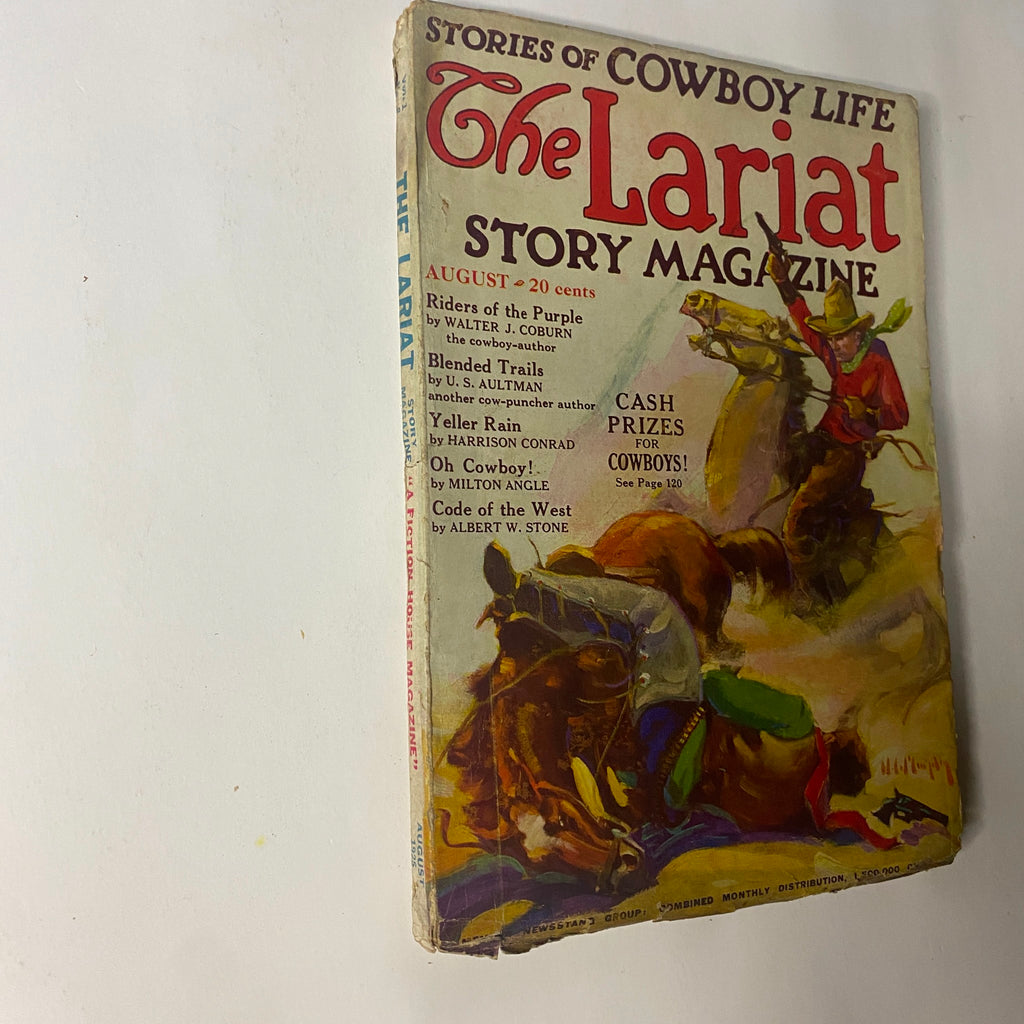 STORIES OF COWBOY LIFE
The Lariat
STORY MAGAZINE
AUGUST - 20 cents
Riders of the Purple
by WALTER J. COBURN
the cowboy-author
Blended Trails
by U. S. AULTMAN
another cow-puncher author
Yeller Rain
by HARRISON CONRAD
Oh Cowboy!
by MILTON ANGLE
Code of the West
by ALBERT W. STONE
CASH
PRIZES
FOR
COWBOYS!
See Page 120
NEWSSTAND GROUP: COMBINED MONTHLY DISTRIBUTION,
THE LARIAT
STORY
MAGAZINE
"A FICTION HOUSE MAGAZINE"
AUGUST
1925